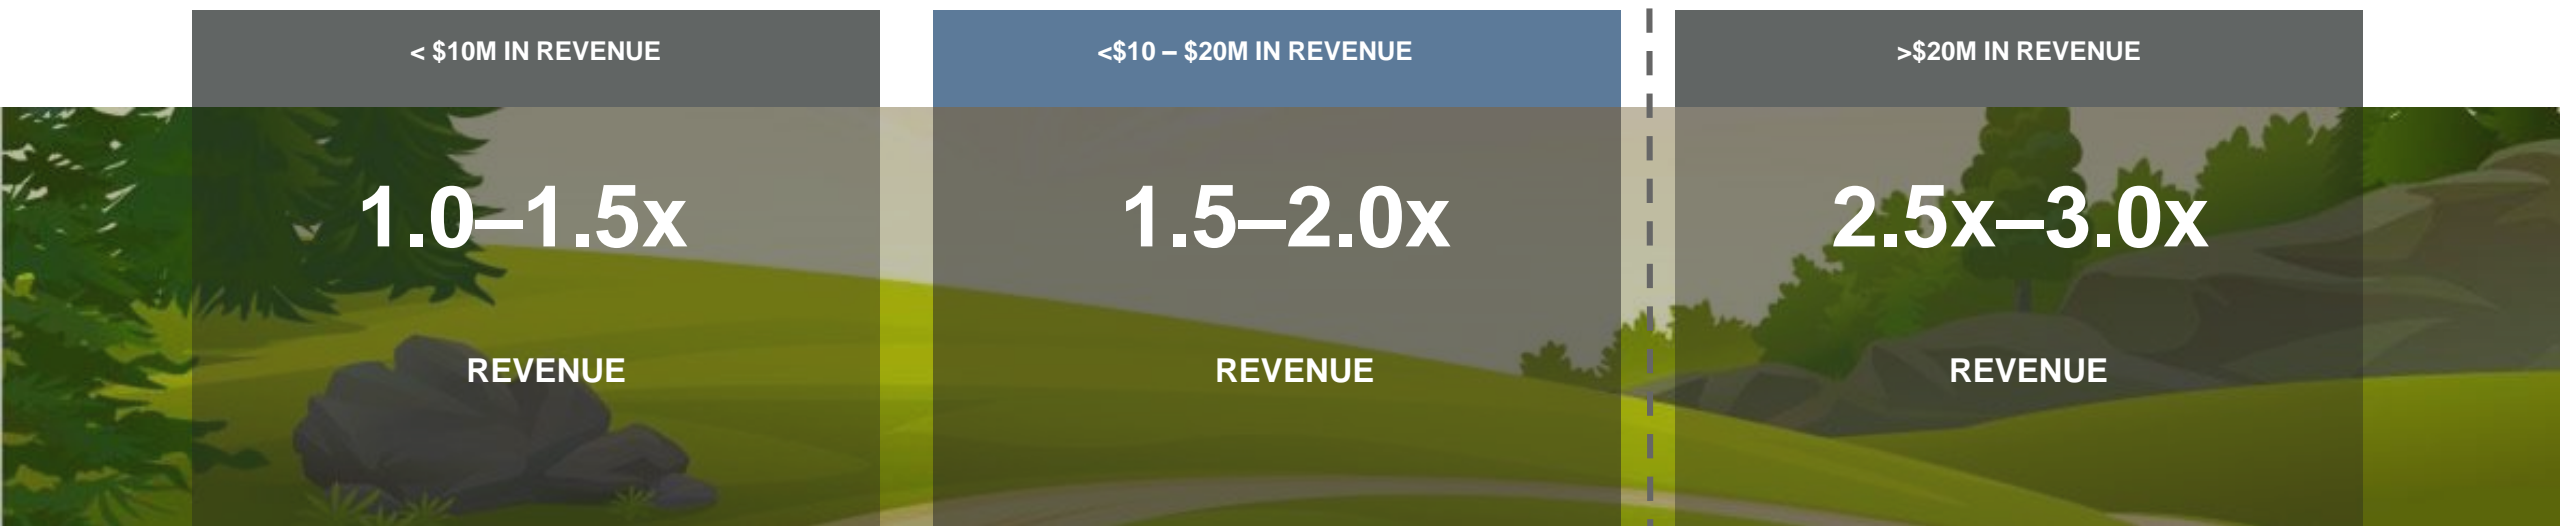 < $10M IN REVENUE
1.0–1.5x
REVENUE
<$10 – $20M IN REVENUE
1.5–2.0x
REVENUE
>$20M IN REVENUE
2.5x–3.0x
REVENUE